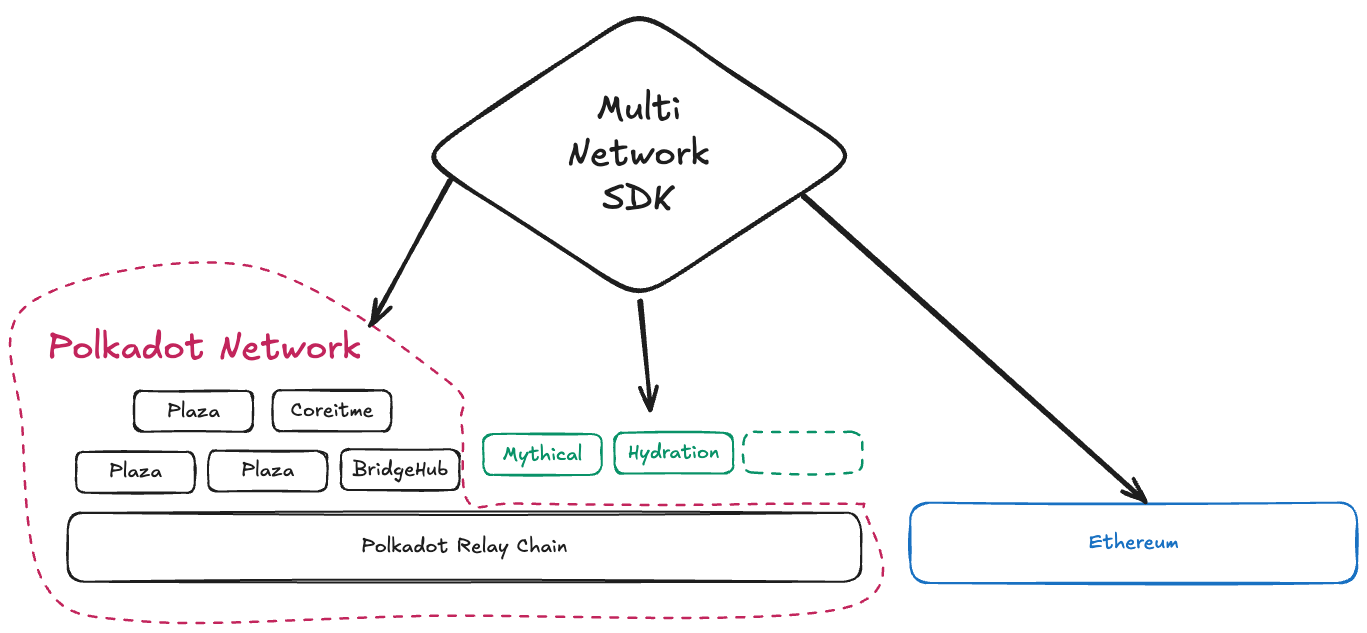 Multi
Network
SDK
Polkadot Network
Plaza
Coreitme
Plaza
Plaza
BridgeHub
Mythical
Hydration
Polkadot Relay Chain
Ethereum